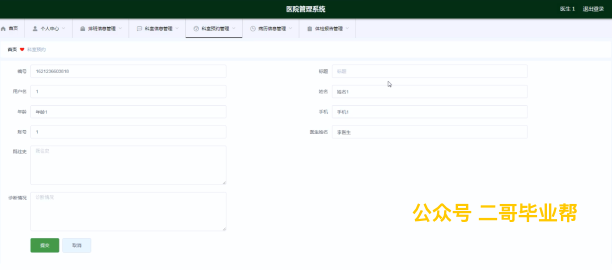 医院管理系统
医生 1 退出登录
首页 个人中心 体检信息管理 科室信息管理 科室预约管理 病历信息管理 体检报告管理
首页 科室预约
编号 标题 标题
用户名 1 姓名 姓名1
年龄 年龄1 手机 手机1
账号 1 医生姓名 李医生
既往史 既往史
诊断情况 诊断情况
公众号 二哥毕业帮
提交 取消